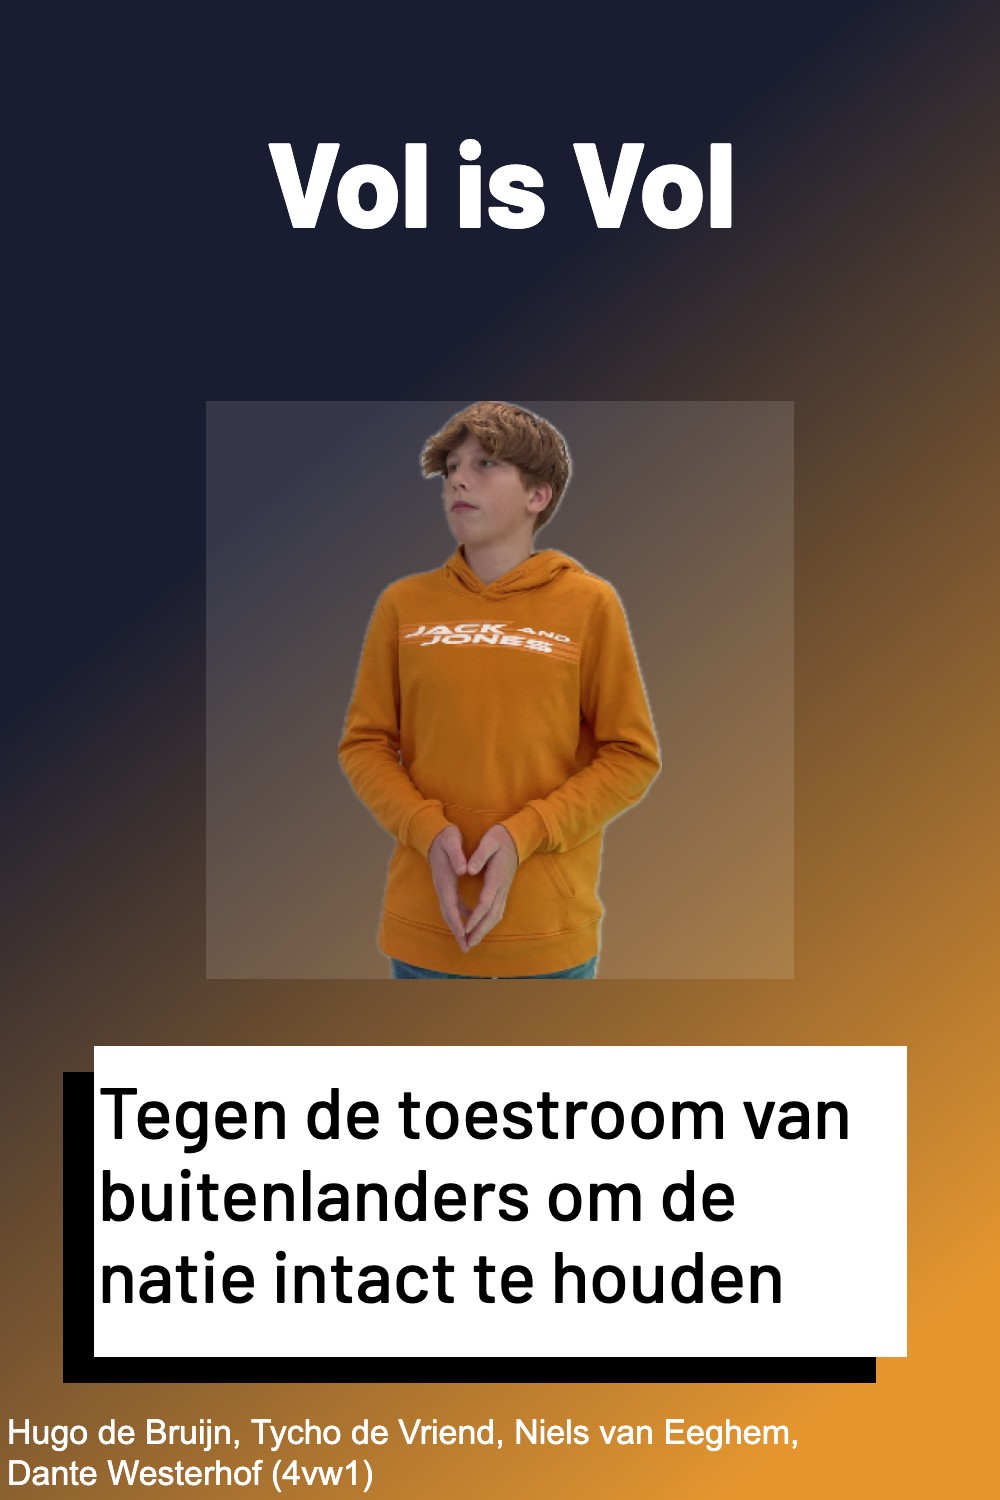 Vol is Vol
JACK AND
JONES
Tegen de toestroom van
buitenlanders om de
natie intact te houden
Hugo de Bruijn, Tycho de Vriend, Niels van Eeghem,
Dante Westerhof (4vw1)